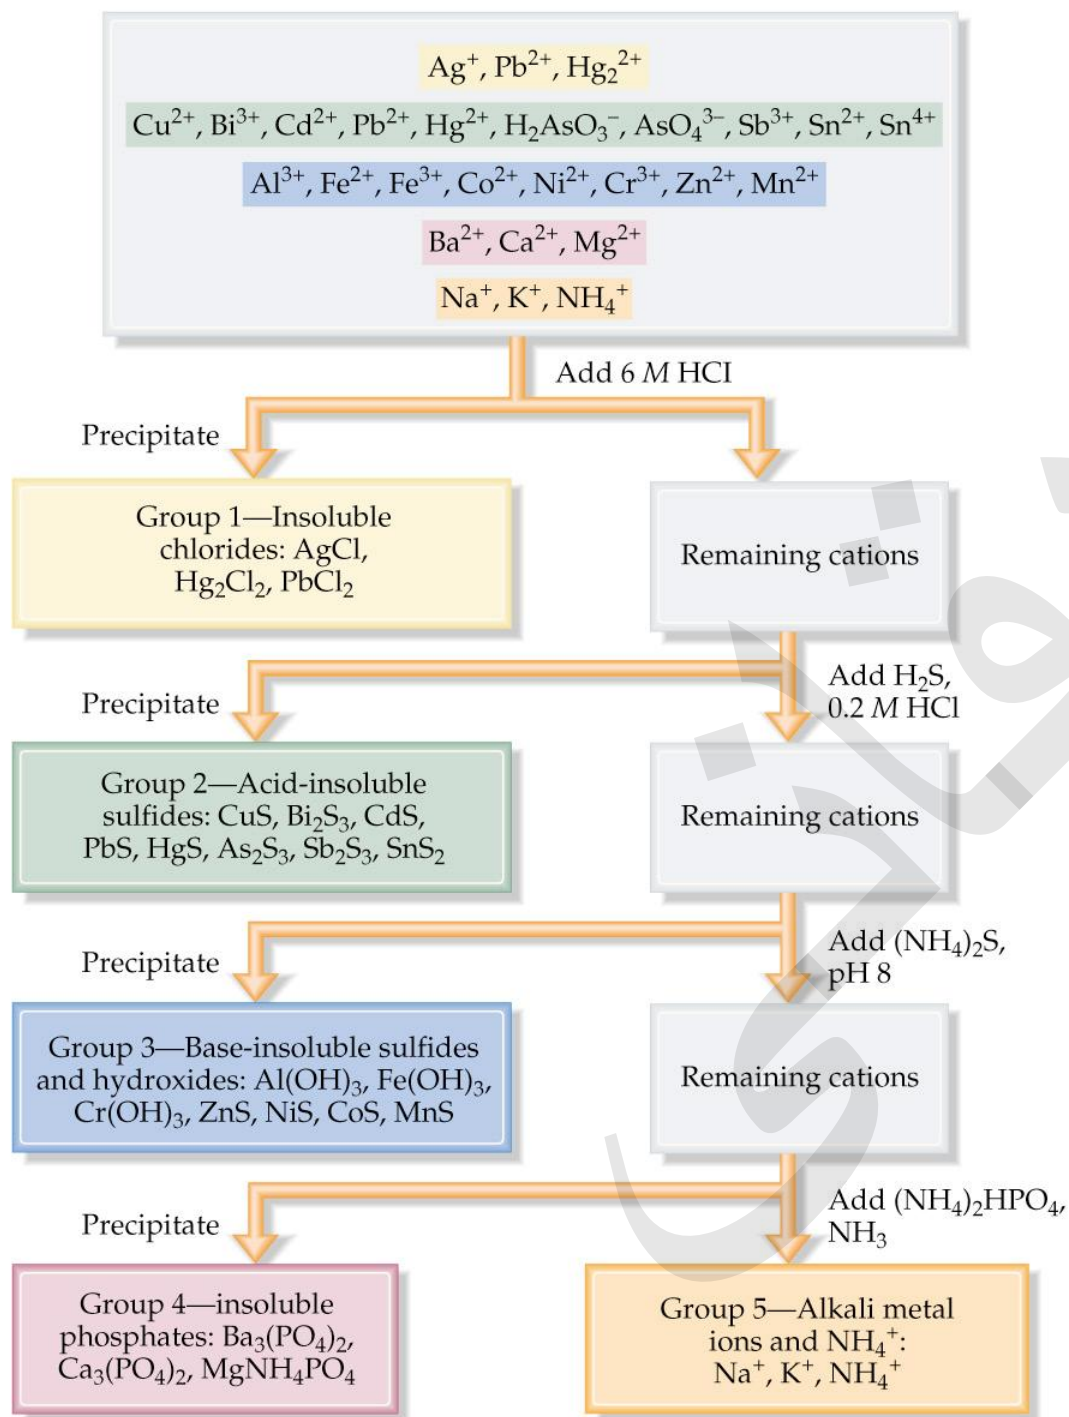 Ag⁺, Pb²⁺, Hg₂²⁺
Cu²⁺, Bi³⁺, Cd²⁺, Pb²⁺, Hg²⁺, H₂AsO₃⁻, AsO₄³⁻, Sb³⁺, Sn²⁺, Sn⁴⁺
Al³⁺, Fe²⁺, Fe³⁺, Co²⁺, Ni²⁺, Cr³⁺, Zn²⁺, Mn²⁺
Ba²⁺, Ca²⁺, Mg²⁺
Na⁺, K⁺, NH₄⁺
Add 6 M HCI
Precipitate
Group 1—Insoluble
chlorides: AgCl,
Hg₂Cl₂, PbCl₂
Remaining cations
Add H₂S,
0.2 M HCl
Precipitate
Group 2—Acid-insoluble
sulfides: CuS, Bi₂S₃, CdS,
PbS, HgS, As₂S₃, Sb₂S₃, SnS₂
Remaining cations
Add (NH₄)₂S,
pH 8
Precipitate
Group 3—Base-insoluble sulfides
and hydroxides: Al(OH)₃, Fe(OH)₃,
Cr(OH)₃, ZnS, NiS, CoS, MnS
Remaining cations
Add (NH₄)₂HPO₄,
NH₃
Precipitate
Group 4—insoluble
phosphates: Ba₃(PO₄)₂,
Ca₃(PO₄)₂, MgNH₄PO₄
Group 5—Alkali metal
ions and NH₄⁺:
Na⁺, K⁺, NH₄⁺